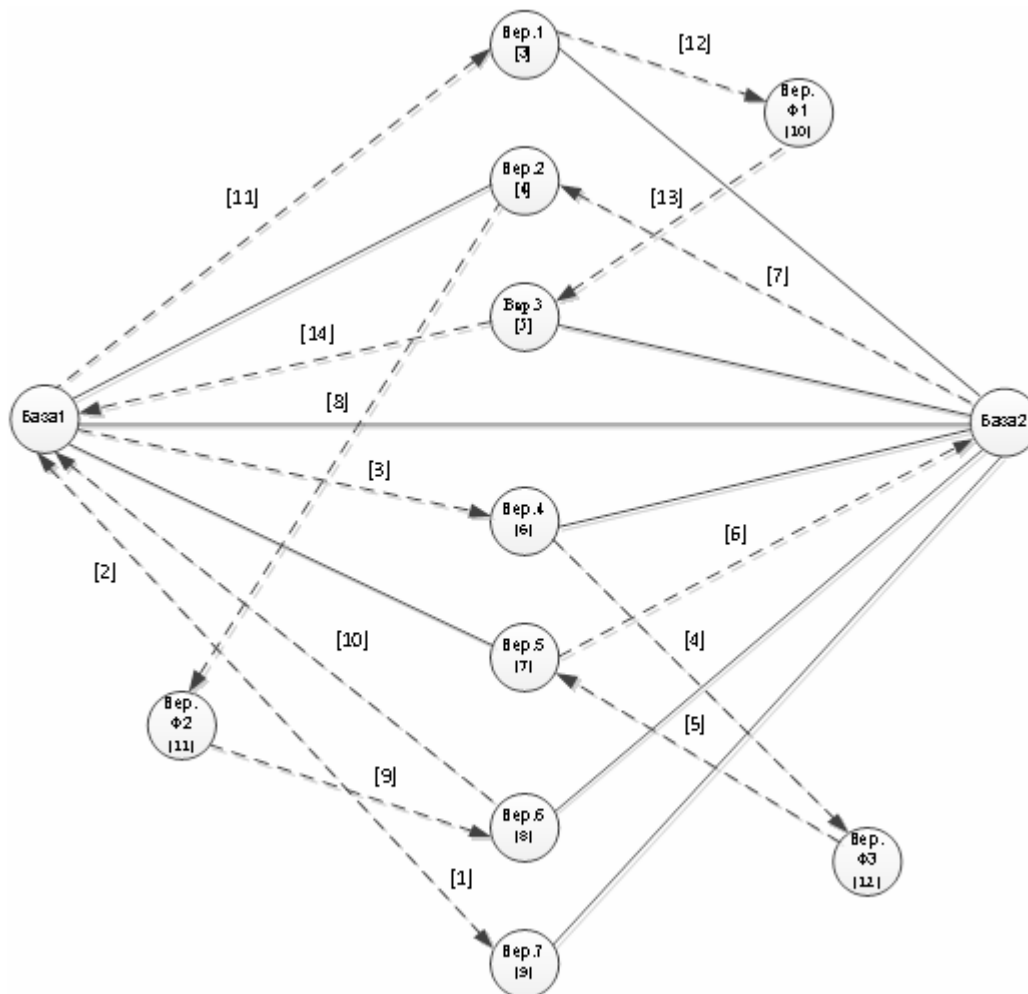 Вер.1
[3]
[12]
Вер.
Ф1
[10]
Вер.2
[4]
[11]
[13]
[7]
Вер.3
[5]
[14]
База1
[8]
База2
[3]
Вер.4
[6]
[6]
[2]
[10]
Вер.5
[7]
[4]
Вер.
Ф2
[11]
[5]
[9]
Вер.6
[8]
Вер.
Ф3
[12]
[1]
Вер.7
[9]